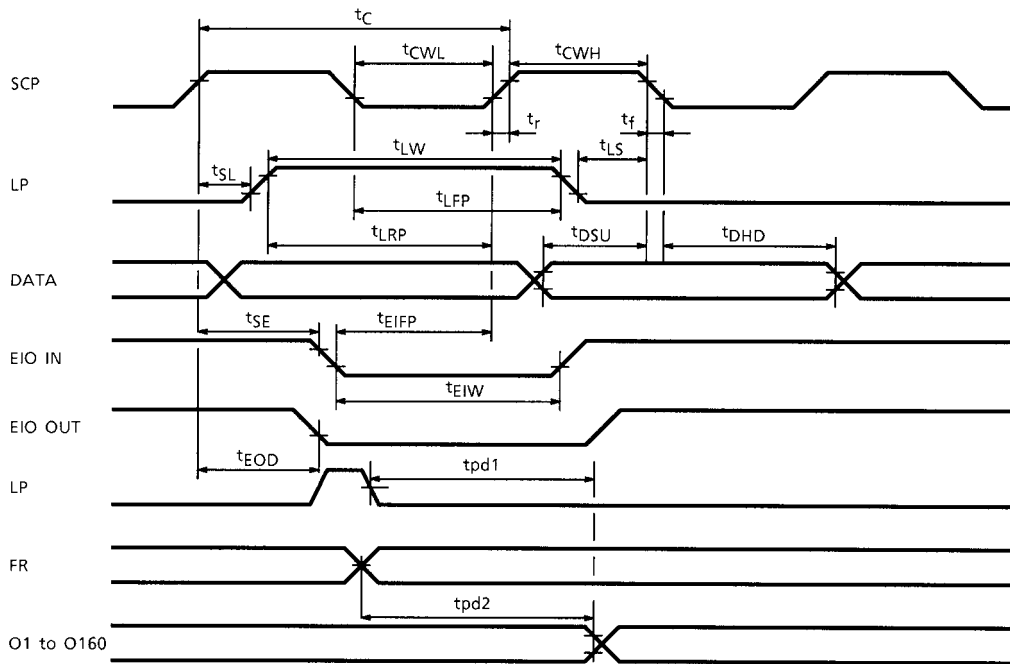 tC
tCWL
tCWH
SCP
tr
tf
tLW
tLS
LP
tSL
tLFP
tLRP
tDSU
tDHD
DATA
tSE
tEIFP
EIO IN
tEIW
EIO OUT
tEOD
tpd1
LP
FR
tpd2
O1 to O160